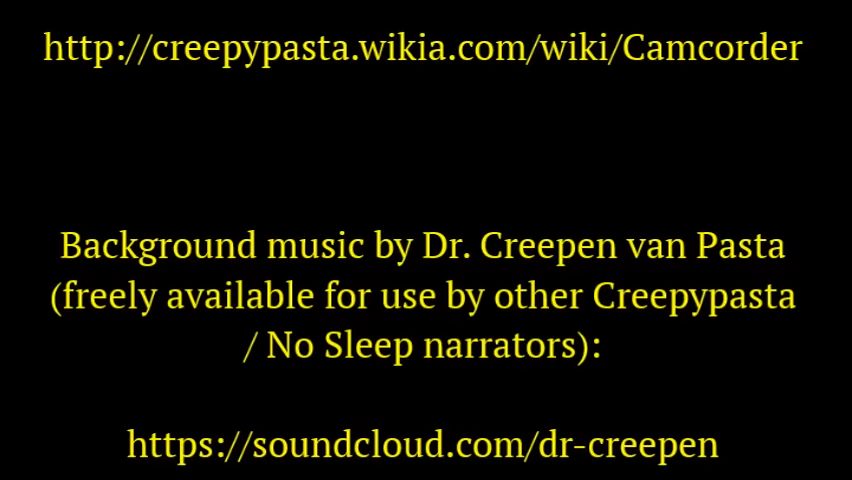 http://creepypasta.wikia.com/wiki/Camcorder
Background music by Dr. Creepen van Pasta
(freely available for use by other Creepypasta
/ No Sleep narrators):
https://soundcloud.com/dr-creepen